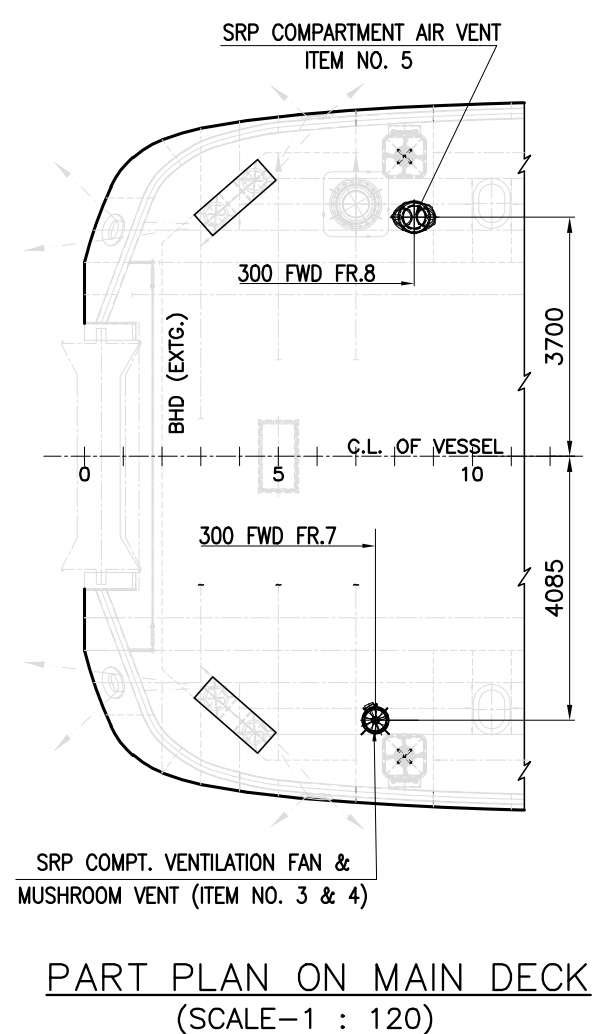 SRP COMPARTMENT AIR VENT
ITEM NO. 5
300 FWD FR.8
3700
BHD (EXTG.)
C.L. OF VESSEL
0 5 10
300 FWD FR.7
4085
SRP COMPT. VENTILATION FAN &
MUSHROOM VENT (ITEM NO. 3 & 4)
PART PLAN ON MAIN DECK
(SCALE-1 : 120)